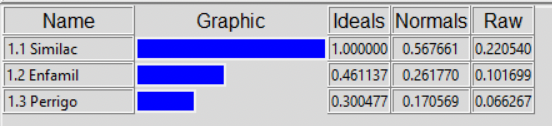 Name Graphic Ideals Normals Raw
1.1 Similac 1.000000 0.567661 0.220540
1.2 Enfamil 0.461137 0.261770 0.101699
1.3 Perrigo 0.300477 0.170569 0.066267